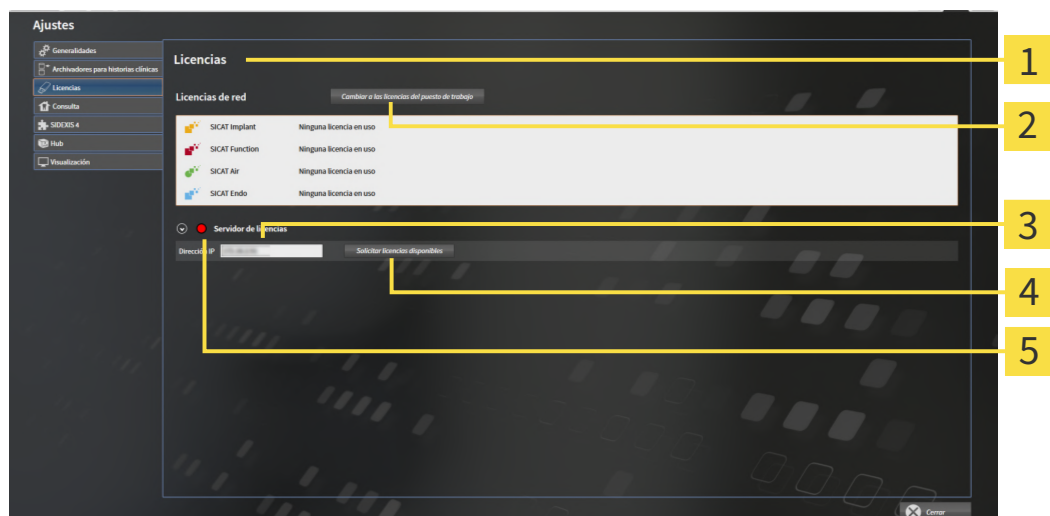 Ajustes
Generalidades
Archivadores para historias clínicas
Licencias
Consulta
SIDEXIS 4
Hub
Visualización
Licencias
Licencias de red
Cambiar a las licencias del puesto de trabajo
SICAT Implant Ninguna licencia en uso
SICAT Function Ninguna licencia en uso
SICAT Air Ninguna licencia en uso
SICAT Endo Ninguna licencia en uso
Servidor de licencias
Dirección IP
Solicitar licencias disponibles
Cerrar
1
2
3
4
5